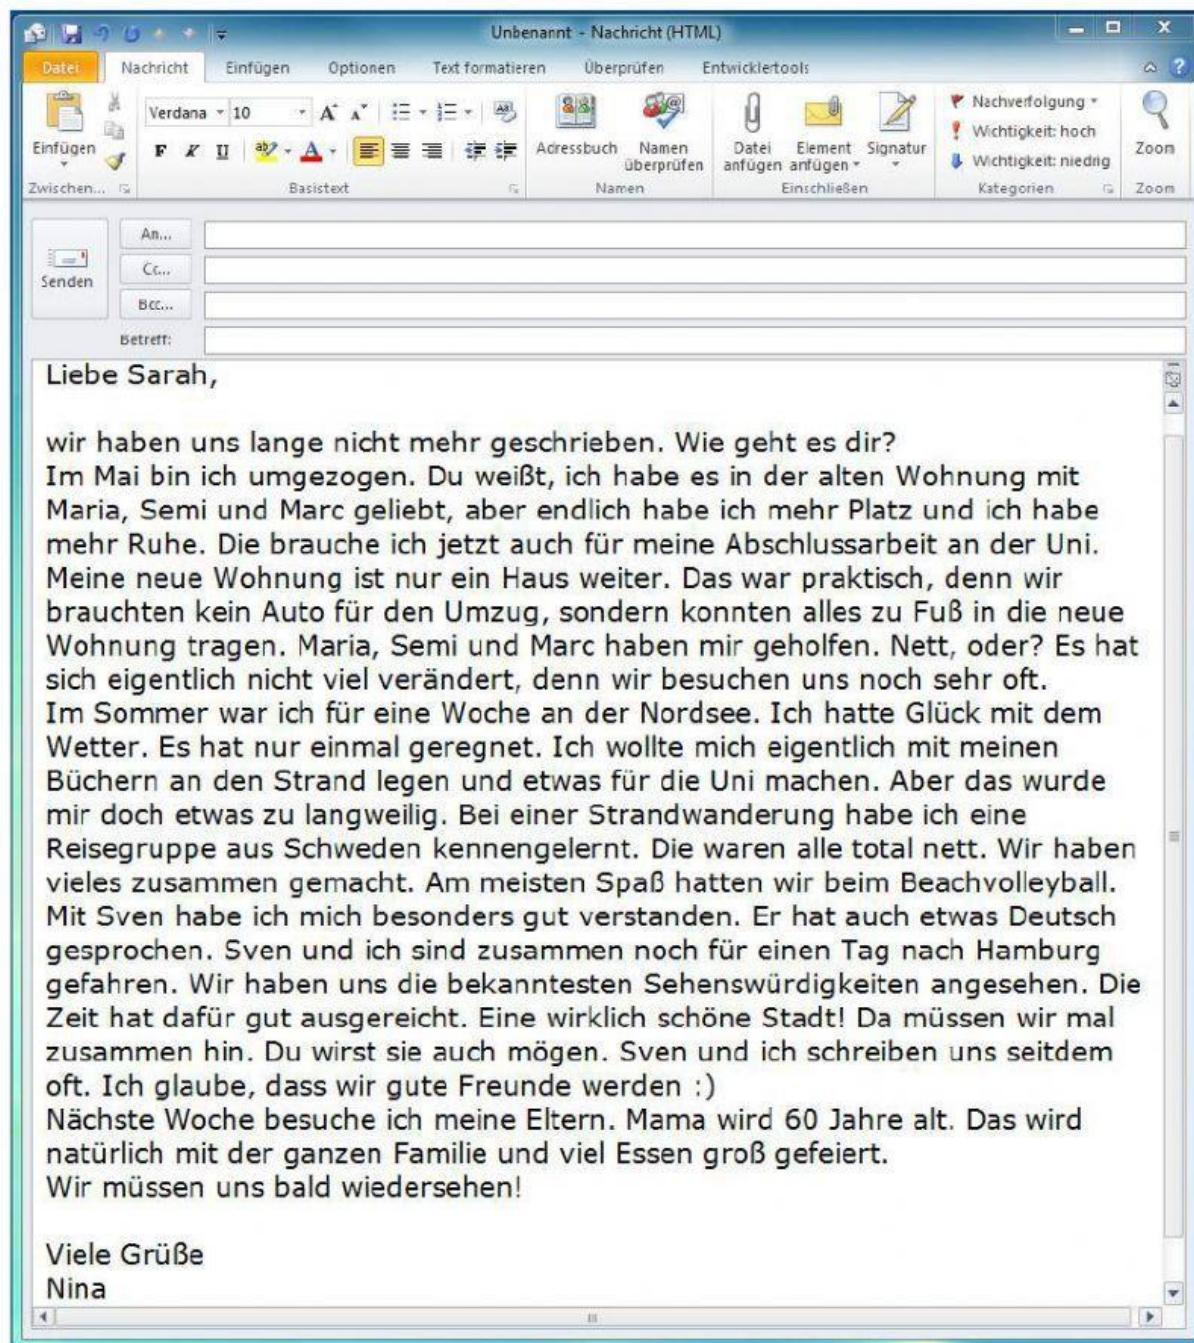 Unbenannt - Nachricht (HTML)
Datei Nachricht Einfügen Optionen Text formatieren Überprüfen Entwicklertools
Verdana 10
Nachverfolgung
Wichtigkeit: hoch
Einfügen F K U Adressbuch Namen überprüfen Datei anfügen Element anfügen Signatur Wichtigkeit: niedrig Zoom
Zwischen... Basistext Namen Einschließen Kategorien Zoom
An...
Senden Cc...
Bcc...
Betreff:
Liebe Sarah,
wir haben uns lange nicht mehr geschrieben. Wie geht es dir?
Im Mai bin ich umgezogen. Du weißt, ich habe es in der alten Wohnung mit
Maria, Semi und Marc geliebt, aber endlich habe ich mehr Platz und ich habe
mehr Ruhe. Die brauche ich jetzt auch für meine Abschlussarbeit an der Uni.
Meine neue Wohnung ist nur ein Haus weiter. Das war praktisch, denn wir
brauchten kein Auto für den Umzug, sondern konnten alles zu Fuß in die neue
Wohnung tragen. Maria, Semi und Marc haben mir geholfen. Nett, oder? Es hat
sich eigentlich nicht viel verändert, denn wir besuchen uns noch sehr oft.
Im Sommer war ich für eine Woche an der Nordsee. Ich hatte Glück mit dem
Wetter. Es hat nur einmal geregnet. Ich wollte mich eigentlich mit meinen
Büchern an den Strand legen und etwas für die Uni machen. Aber das wurde
mir doch etwas zu langweilig. Bei einer Strandwanderung habe ich eine
Reisegruppe aus Schweden kennengelernt. Die waren alle total nett. Wir haben
vieles zusammen gemacht. Am meisten Spaß hatten wir beim Beachvolleyball.
Mit Sven habe ich mich besonders gut verstanden. Er hat auch etwas Deutsch
gesprochen. Sven und ich sind zusammen noch für einen Tag nach Hamburg
gefahren. Wir haben uns die bekanntesten Sehenswürdigkeiten angesehen. Die
Zeit hat dafür gut ausgereicht. Eine wirklich schöne Stadt! Da müssen wir mal
zusammen hin. Du wirst sie auch mögen. Sven und ich schreiben uns seitdem
oft. Ich glaube, dass wir gute Freunde werden :)
Nächste Woche besuche ich meine Eltern. Mama wird 60 Jahre alt. Das wird
natürlich mit der ganzen Familie und viel Essen groß gefeiert.
Wir müssen uns bald wiedersehen!
Viele Grüße
Nina